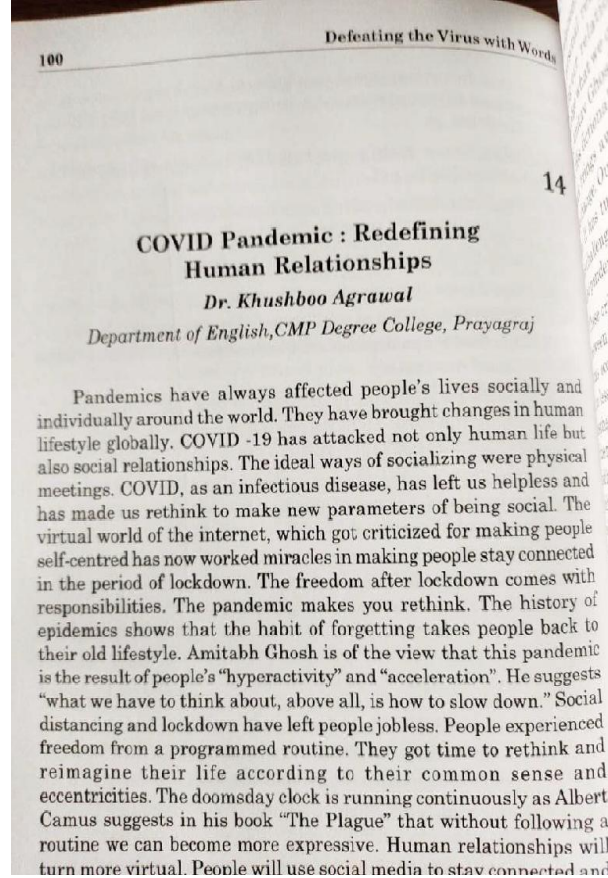 100
Defeating the Virus with Words
14
COVID Pandemic : Redefining
Human Relationships
Dr. Khushboo Agrawal
Department of English,CMP Degree College, Prayagraj
Pandemics have always affected people's lives socially and
individually around the world. They have brought changes in human
lifestyle globally. COVID -19 has attacked not only human life but
also social relationships. The ideal ways of socializing were physical
meetings. COVID, as an infectious disease, has left us helpless and
has made us rethink to make new parameters of being social. The
virtual world of the internet, which got criticized for making people
self-centred has now worked miracles in making people stay connected
in the period of lockdown. The freedom after lockdown comes with
responsibilities. The pandemic makes you rethink. The history of
epidemics shows that the habit of forgetting takes people back to
their old lifestyle. Amitabh Ghosh is of the view that this pandemic
is the result of people's "hyperactivity" and "acceleration". He suggests
"what we have to think about, above all, is how to slow down." Social
distancing and lockdown have left people jobless. People experienced
freedom from a programmed routine. They got time to rethink and
reimagine their life according to their common sense and
eccentricities. The doomsday clock is running continuously as Albert
Camus suggests in his book "The Plague" that without following a
routine we can become more expressive. Human relationships will
turn more virtual. People will use social media to stay connected and